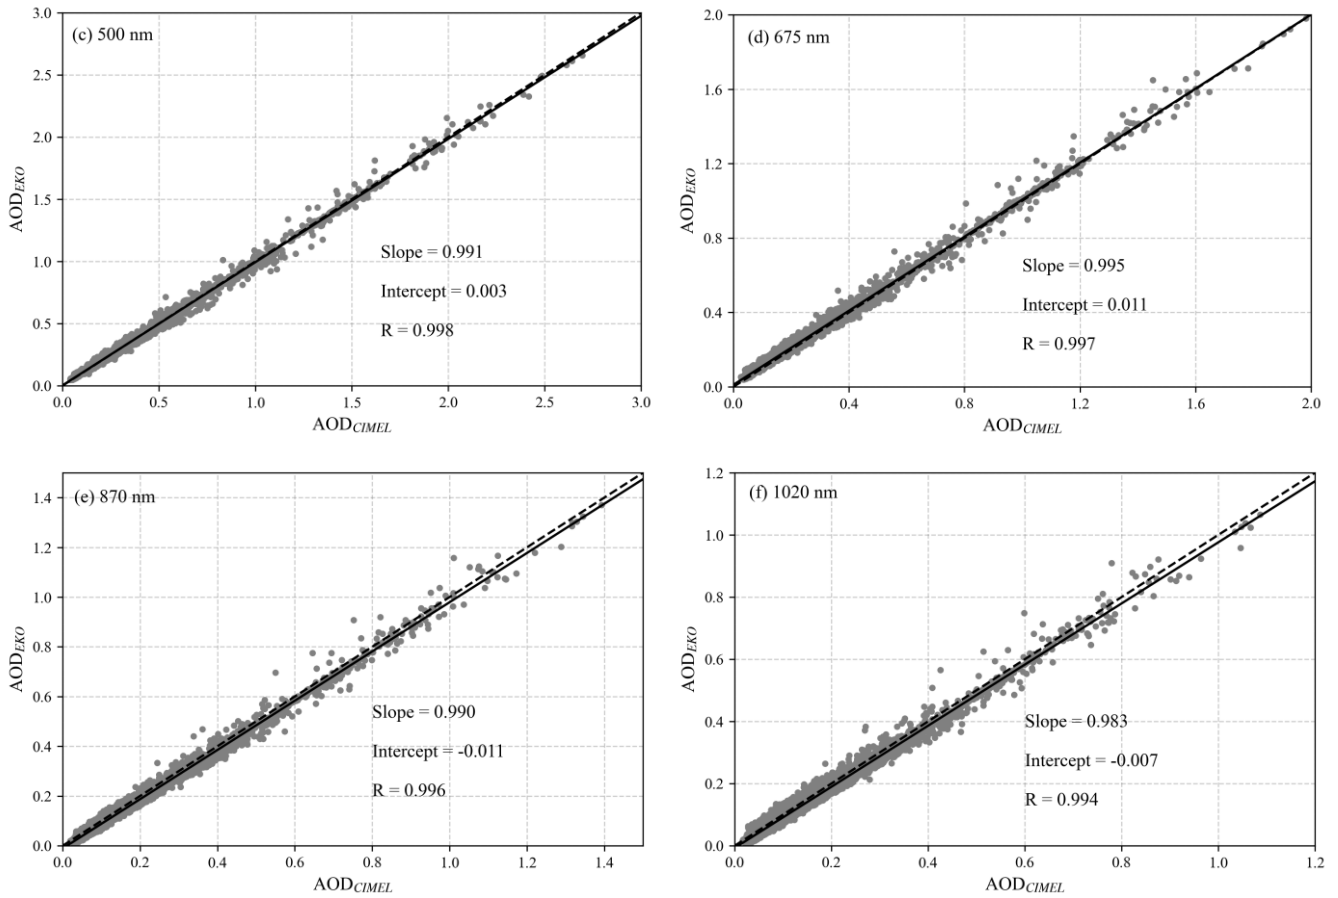 (c) 500 nm
3.0
2.5
2.0
1.5
1.0
0.5
0.0
AOD_EKO
Slope = 0.991
Intercept = 0.003
R = 0.998
0.0 0.5 1.0 1.5 2.0 2.5 3.0
AOD_CIMEL
(d) 675 nm
2.0
1.6
1.2
0.8
0.4
0.0
AOD_EKO
Slope = 0.995
Intercept = 0.011
R = 0.997
0.0 0.4 0.8 1.2 1.6 2.0
AOD_CIMEL
(e) 870 nm
1.4
1.2
1.0
0.8
0.6
0.4
0.2
0.0
AOD_EKO
Slope = 0.990
Intercept = -0.011
R = 0.996
0.0 0.2 0.4 0.6 0.8 1.0 1.2 1.4
AOD_CIMEL
(f) 1020 nm
1.2
1.0
0.8
0.6
0.4
0.2
0.0
AOD_EKO
Slope = 0.983
Intercept = -0.007
R = 0.994
0.0 0.2 0.4 0.6 0.8 1.0 1.2
AOD_CIMEL